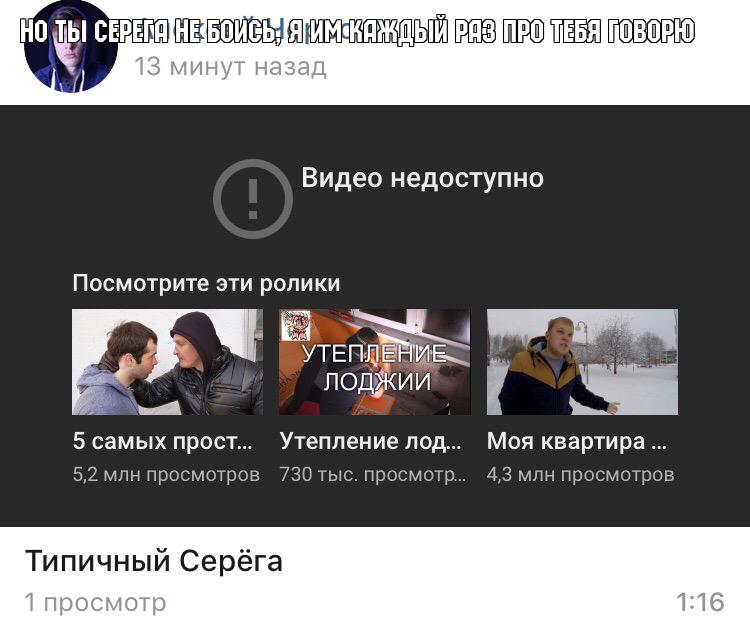 НО ТЫ СЕРЕГА НЕ БОИСЬ, Я ИМ КАЖДЫЙ РАЗ ПРО ТЕБЯ ГОВОРЮ
13 минут назад
Видео недоступно
Посмотрите эти ролики
УТЕПЛЕНИЕ
ЛОДЖИИ
5 самых прост... Утепление лод... Моя квартира ...
5,2 млн просмотров 730 тыс. просмотр... 4,3 млн просмотров
Типичный Серёга
1 просмотр 1:16